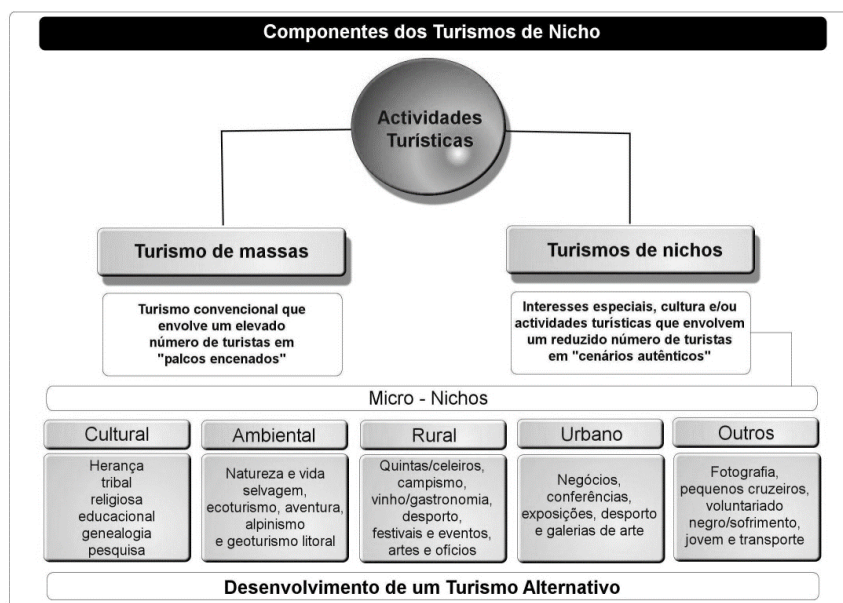 Componentes dos Turismos de Nicho
Actividades
Turísticas
Turismo de massas
Turismos de nichos
Turismo convencional que
envolve um elevado
número de turistas em
"palcos encenados"
Interesses especiais, cultura e/ou
actividades turísticas que envolvem
um reduzido número de turistas
em "cenários autênticos"
Micro - Nichos
Cultural
Herança
tribal
religiosa
educacional
genealogia
pesquisa
Ambiental
Natureza e vida
selvagem,
ecoturismo, aventura,
alpinismo
e geoturismo litoral
Rural
Quintas/celeiros,
campismo,
vinho/gastronomia,
desporto,
festivais e eventos,
artes e ofícios
Urbano
Negócios,
conferências,
exposições, desporto
e galerias de arte
Outros
Fotografia,
pequenos cruzeiros,
voluntariado
negro/sofrimento,
jovem e transporte
Desenvolvimento de um Turismo Alternativo